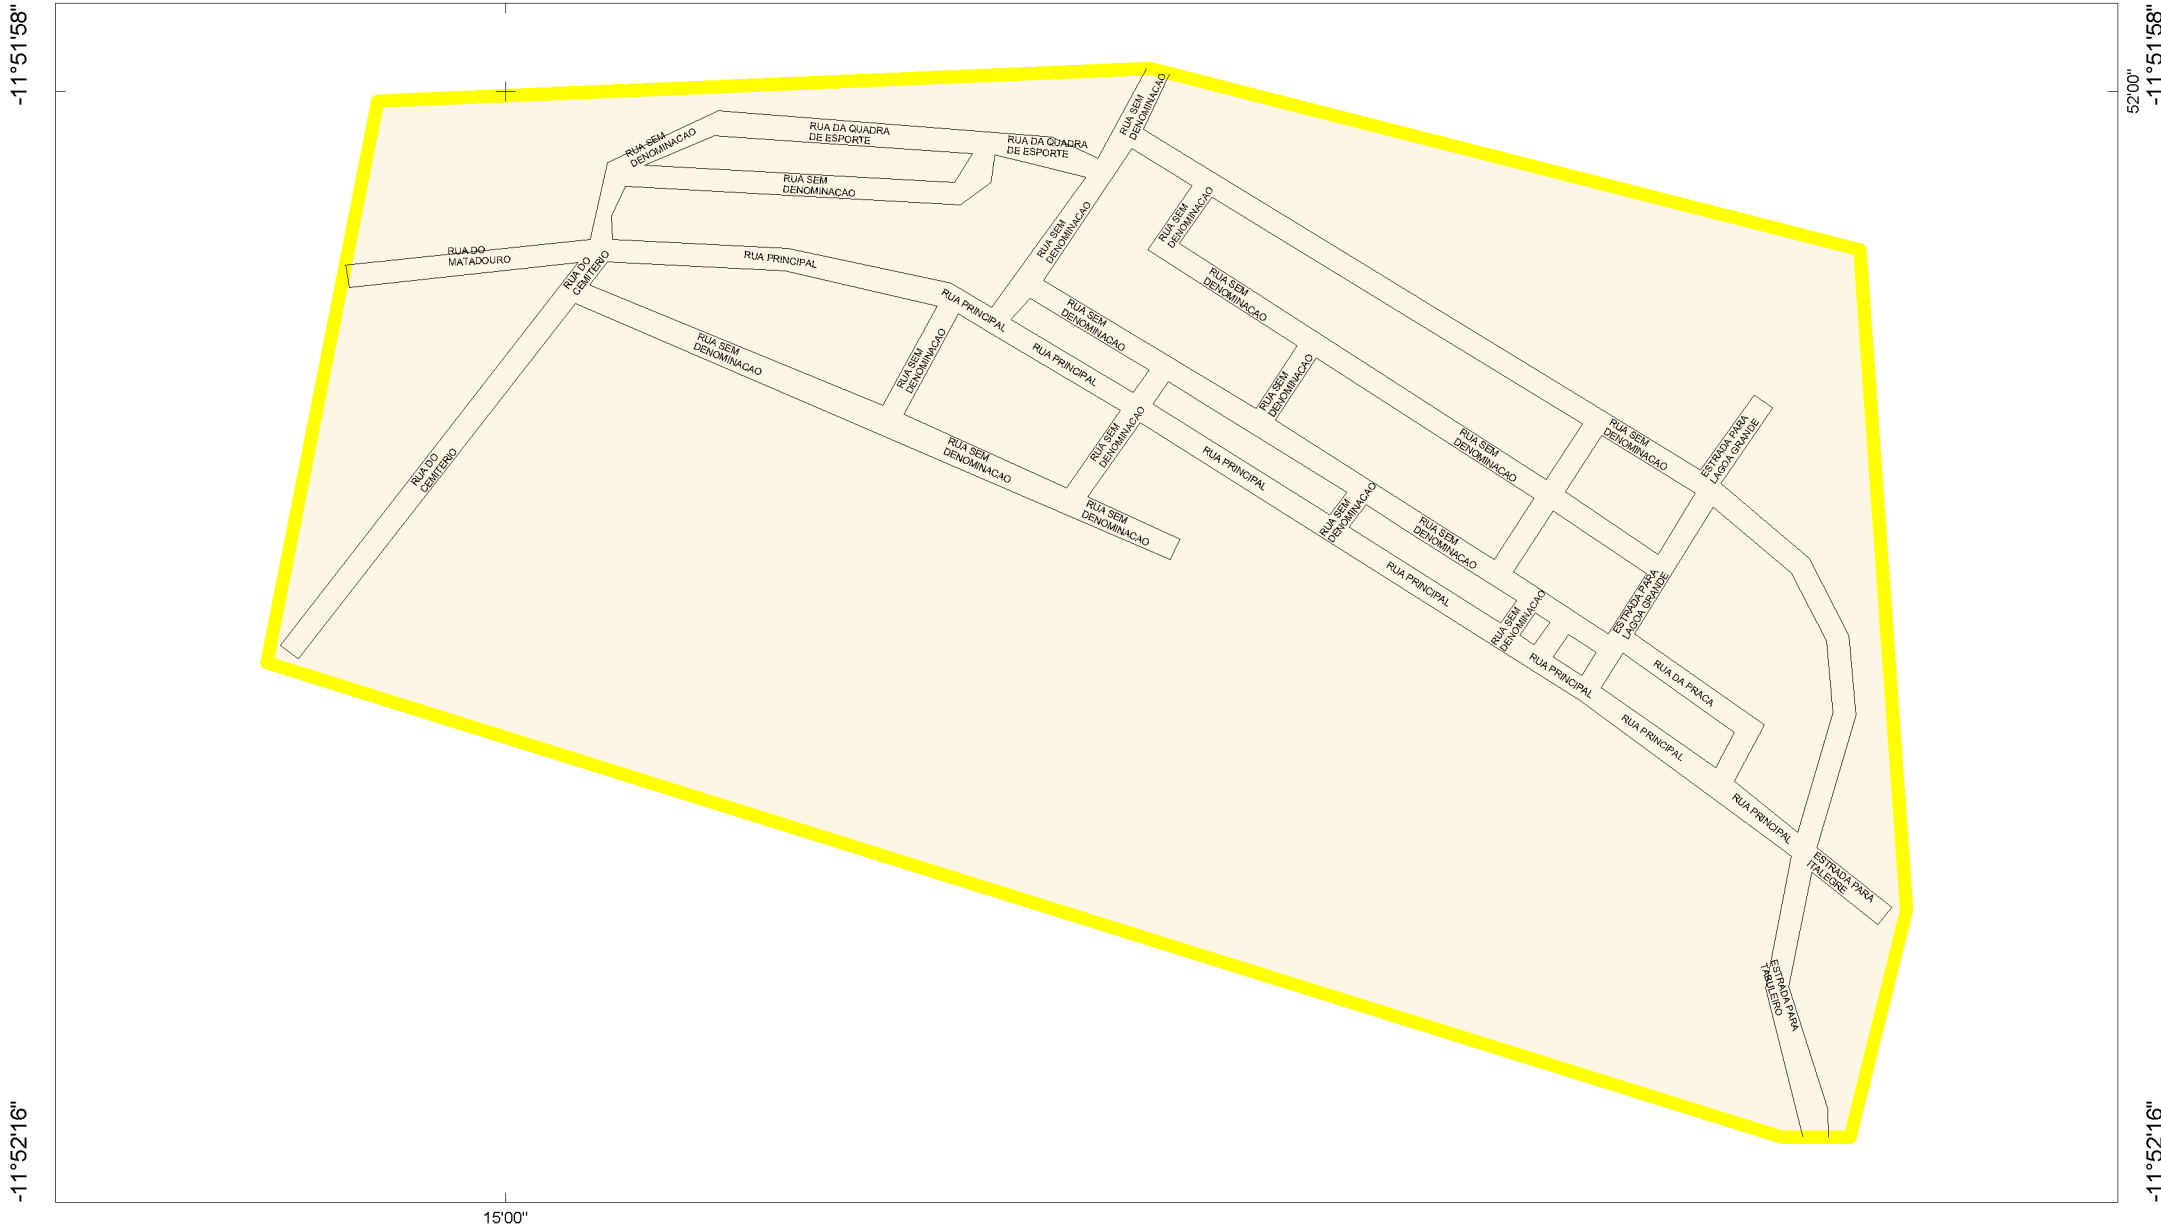 -11°51'58"
-11°51'58"
52'00"
RUA SEM
DENOMINACAO
RUA SEM
DENOMINACAO
RUA DA QUADRA
DE ESPORTE
RUA DA QUADRA
DE ESPORTE
RUA SEM
DENOMINACAO
RUA SEM
DENOMINACAO
RUA SEM
DENOMINACAO
RUA DO
MATADOURO
RUA DO
CEMITERIO
RUA PRINCIPAL
RUA PRINCIPAL
RUA SEM
DENOMINACAO
RUA SEM
DENOMINACAO
RUA PRINCIPAL
RUA SEM
DENOMINACAO
RUA SEM
DENOMINACAO
RUA SEM
DENOMINACAO
RUA SEM
DENOMINACAO
RUA SEM
DENOMINACAO
RUA SEM
DENOMINACAO
RUA SEM
DENOMINACAO
ESTRADA PARA
LAGOA GRANDE
RUA DO
CEMITERIO
RUA PRINCIPAL
RUA SEM
DENOMINACAO
RUA SEM
DENOMINACAO
RUA SEM
DENOMINACAO
RUA PRINCIPAL
RUA SEM
DENOMINACAO
ESTRADA PARA
LAGOA GRANDE
RUA PRINCIPAL
RUA DA PRACA
RUA PRINCIPAL
RUA PRINCIPAL
ESTRADA PARA
ITALEGRE
ESTRADA PARA
TABULEIRO
-11°52'16"
-11°52'16"
15'00"